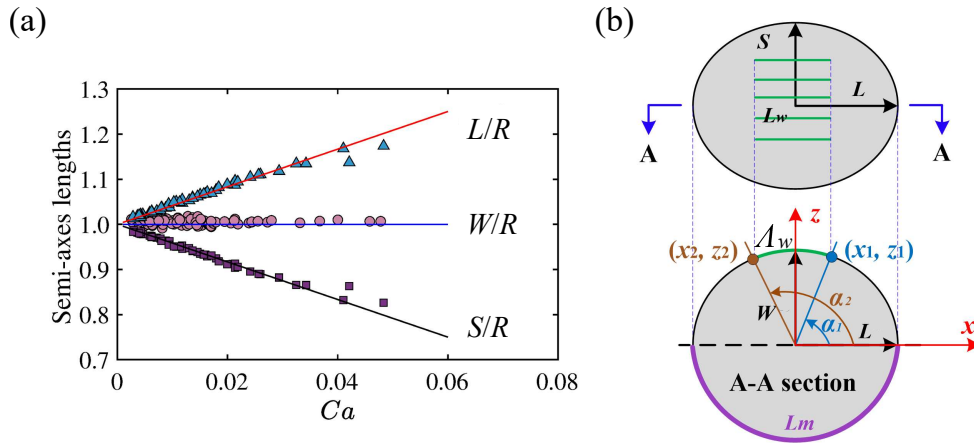 (a)
1.3
1.2
1.1
1.0
0.9
0.8
0.7
Semi-axes lengths
L/R
W/R
S/R
0
0.02
0.04
0.06
0.08
Ca
(b)
S
L
Lw
A
A
z
(x2, z2)
Λw
(x1, z1)
W
α2
α1
L
x
A-A section
Lm